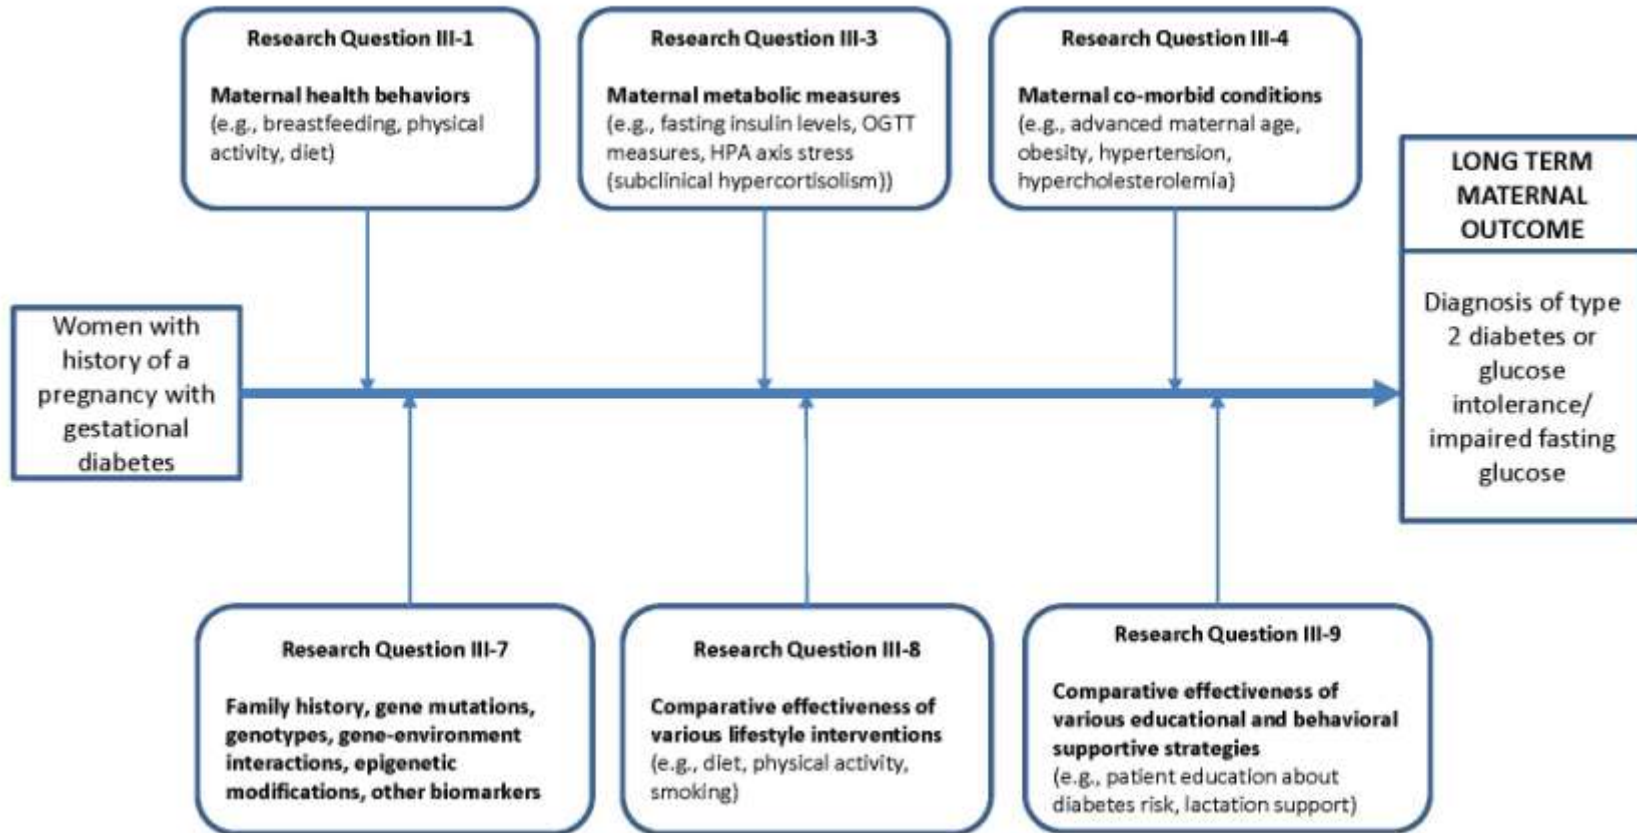 Research Question III-1
Maternal health behaviors
(e.g., breastfeeding, physical
activity, diet)
Research Question III-3
Maternal metabolic measures
(e.g., fasting insulin levels, OGTT
measures, HPA axis stress
(subclinical hypercortisolism))
Research Question III-4
Maternal co-morbid conditions
(e.g., advanced maternal age,
obesity, hypertension,
hypercholesterolemia)
LONG TERM
MATERNAL
OUTCOME
Diagnosis of type
2 diabetes or
glucose
intolerance/
impaired fasting
glucose
Women with
history of a
pregnancy with
gestational
diabetes
Research Question III-7
Family history, gene mutations,
genotypes, gene-environment
interactions, epigenetic
modifications, other biomarkers
Research Question III-8
Comparative effectiveness of
various lifestyle interventions
(e.g., diet, physical activity,
smoking)
Research Question III-9
Comparative effectiveness of
various educational and behavioral
supportive strategies
(e.g., patient education about
diabetes risk, lactation support)